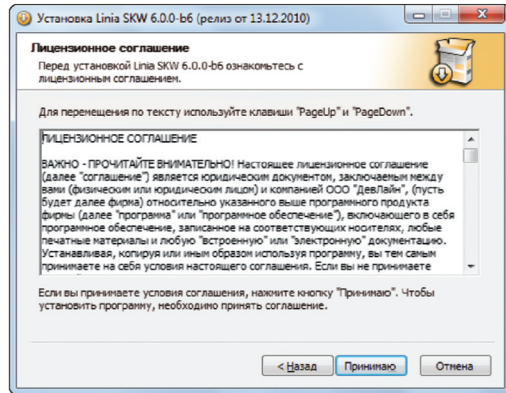 Установка Linia SKW 6.0.0-b6 (релиз от 13.12.2010)
Лицензионное соглашение
Перед установкой Linia SKW 6.0.0-b6 ознакомьтесь с
лицензионным соглашением.
Для перемещения по тексту используйте клавиши "PageUp" и "PageDown".
ЛИЦЕНЗИОННОЕ СОГЛАШЕНИЕ
ВАЖНО - ПРОЧИТАЙТЕ ВНИМАТЕЛЬНО! Настоящее лицензионное соглашение
(далее "соглашение") является юридическим документом, заключаемым между
вами (физическим или юридическим лицом) и компанией ООО "ДевЛайн", (пусть
будет далее фирма) относительно указанного выше программного продукта
фирмы (далее "програма" или "программное обеспечение"), включающего в себя
программное обеспечение, записанное на соответствующих носителях, любые
печатные материалы и любую "встроенную" или "электронную" документацию.
Устанавливая, копируя или иным образом используя программу, вы тем самым
принимаете на себя условия настоящего соглашения. Если вы не принимаете
Если вы принимаете условия соглашения, нажмите кнопку "Принимаю". Чтобы
установить программу, необходимо принять соглашение.
< Назад Принимаю Отмена